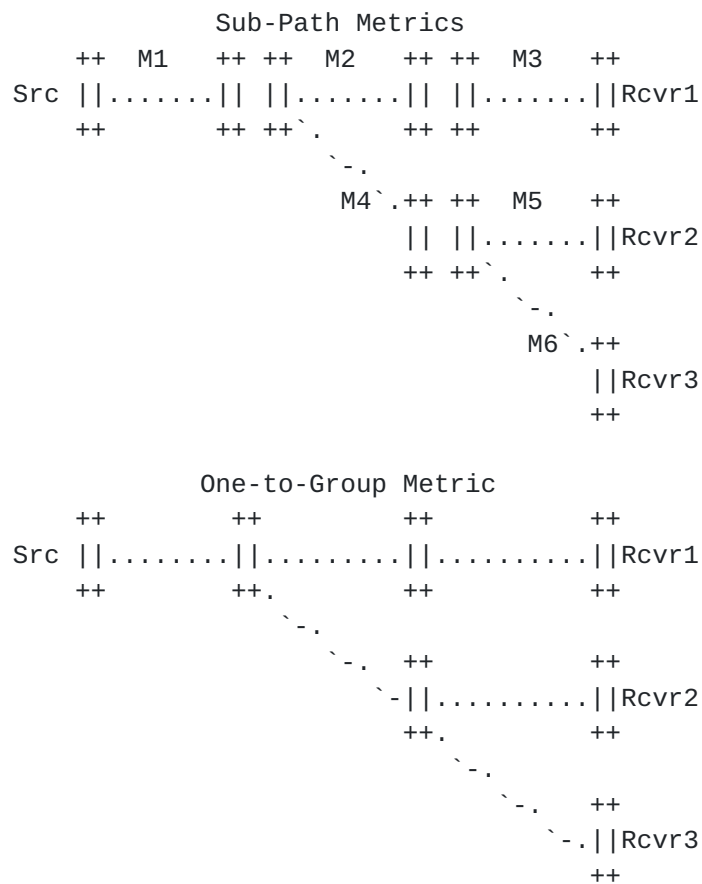 Sub-Path Metrics
    ++  M1   ++ ++  M2   ++ ++  M3   ++
Src ||.......|| ||.......|| ||.......||Rcvr1
    ++       ++ ++`.     ++ ++       ++
                    `-.
                     M4`.++ ++  M5   ++
                         || ||.......||Rcvr2
                         ++ ++`.     ++
                                `-.
                                 M6`.++
                                     ||Rcvr3
                                     ++

            One-to-Group Metric
    ++        ++         ++          ++
Src ||........||.........||..........||Rcvr1
    ++        ++.        ++          ++
                 `-.
                    `-.  ++          ++
                       `-||..........||Rcvr2
                         ++.         ++
                            `-.
                               `-.   ++
                                  `-.||Rcvr3
                                     ++